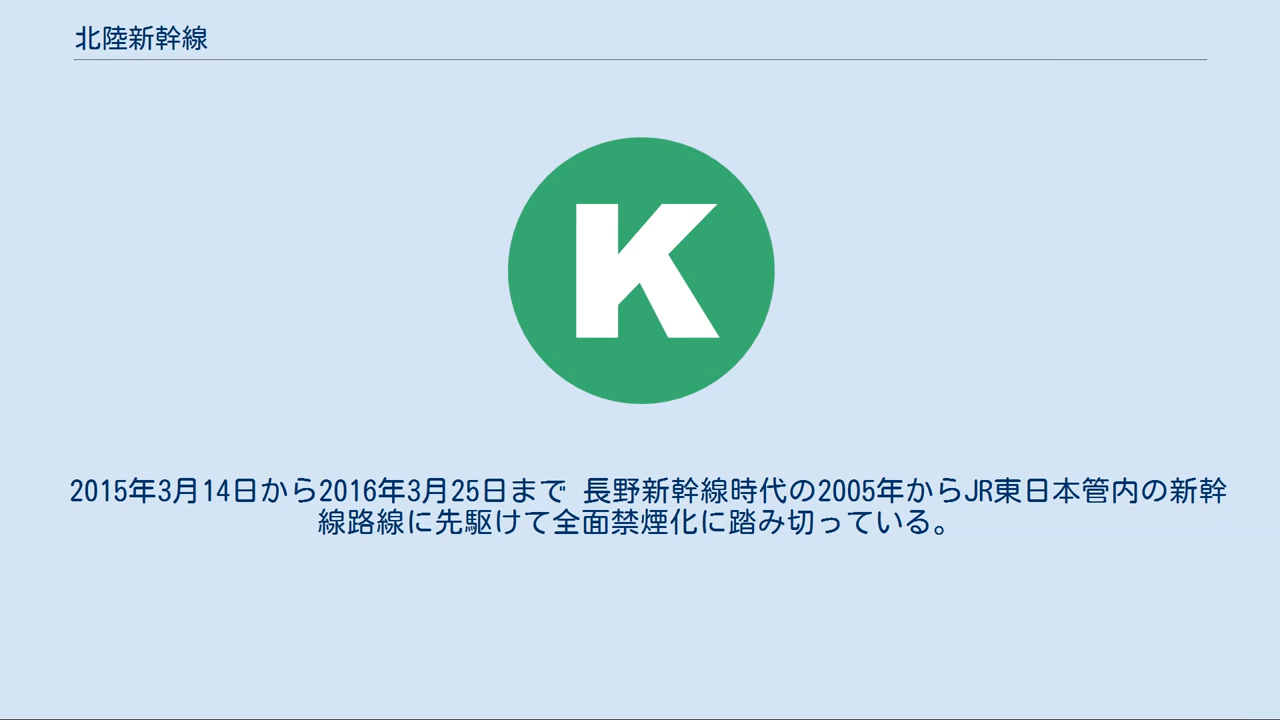 北陸新幹線
K
2015年3月14日から2016年3月25日まで 長野新幹線時代の2005年からJR東日本管内の新幹
線路線に先駆けて全面禁煙化に踏み切っている。